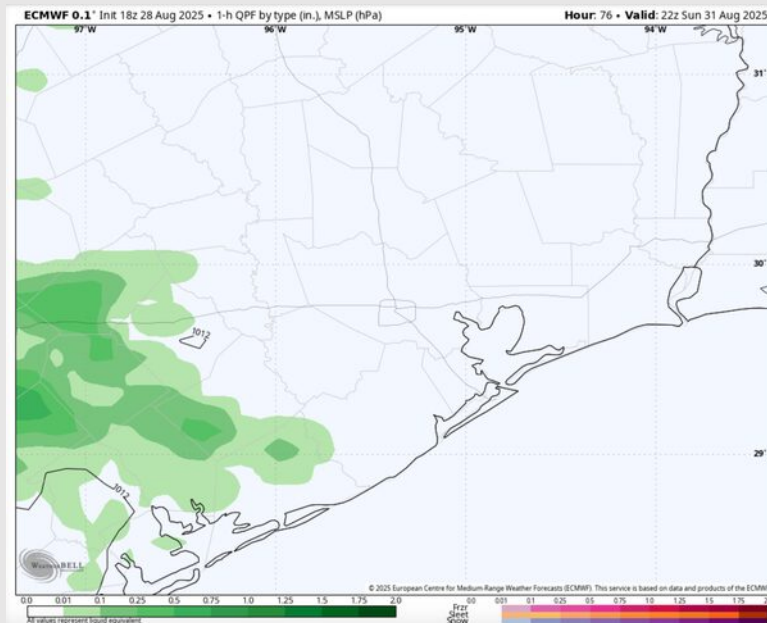 ECMWF 0.1° Init 18z 28 Aug 2025 • 1-h QPF by type (in.), MSLP (hPa) Hour: 76 • Valid: 22z Sun 31 Aug 2025
97°W 96°W 95°W 94°W
31°
30°
1012
29°
1012
WeatherBELL
© 2025 European Centre for Medium-Range Weather Forecasts (ECMWF). This service is based on data and products of the ECMWF
0.0 0.01 0.1 0.25 0.5 0.75 1.0 1.25 1.5 1.75 2.0 0.0 0.01 0.1 0.25 0.5 0.75 1.0 1.25 1.5 1.75 2.
All values represent liquid equivalent
Frzr
Sleet
Snow